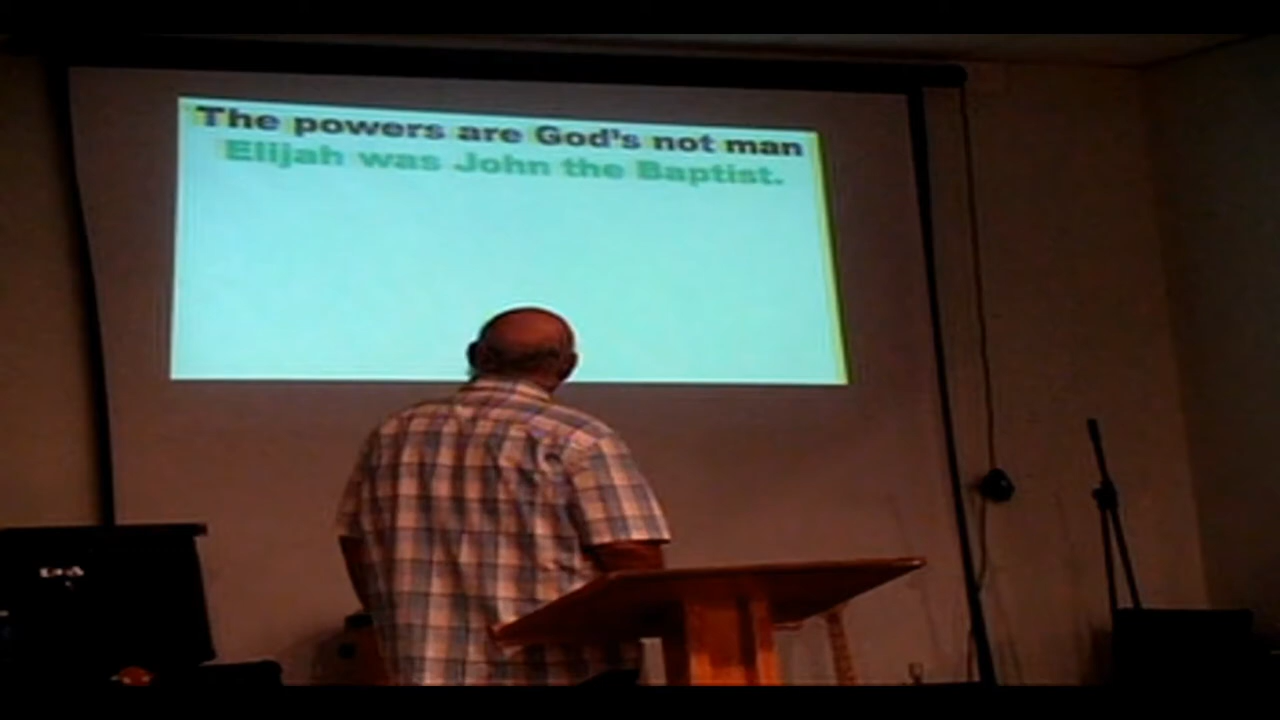 The powers are God's not man
Elijah was John the Baptist.